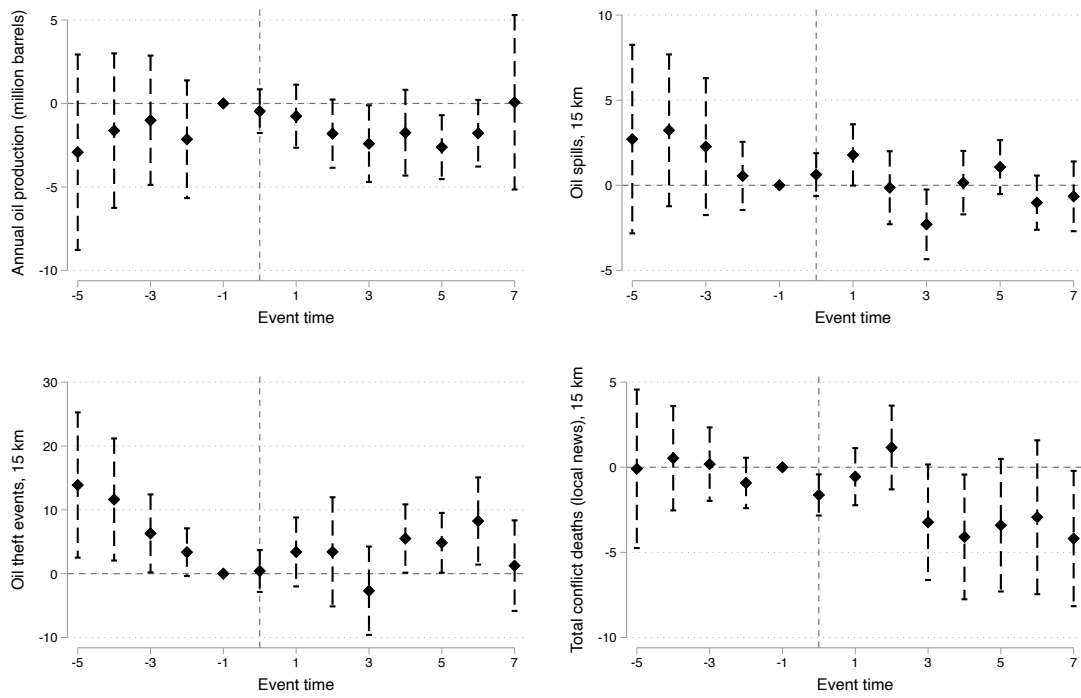 Annual oil production (million barrels)
5
0
-5
-10
-5 -3 -1 1 3 5 7
Event time
Oil spills, 15 km
10
5
0
-5
-5 -3 -1 1 3 5 7
Event time
Oil theft events, 15 km
30
20
10
0
-10
-5 -3 -1 1 3 5 7
Event time
Total conflict deaths (local news), 15 km
5
0
-5
-10
-5 -3 -1 1 3 5 7
Event time